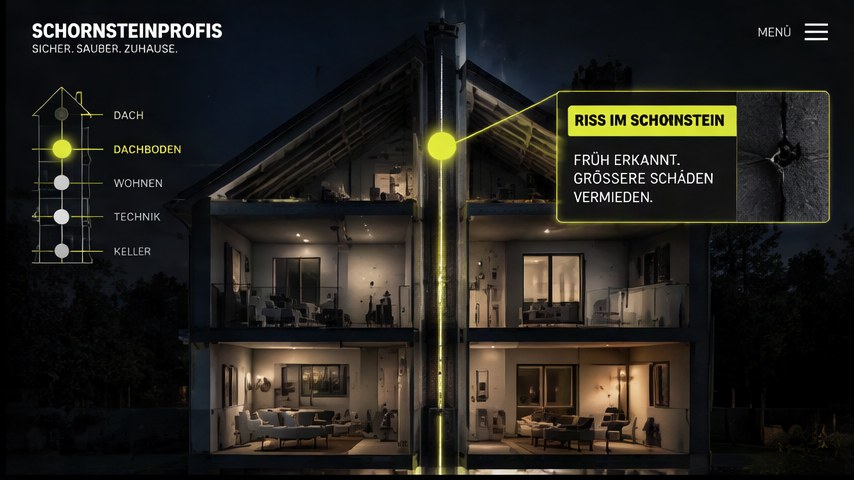 SCHORNSTEINPROFIS
SICHER. SAUBER. ZUHAUSE.
MENÜ
DACH
DACHBODEN
WOHNEN
TECHNIK
KELLER
RISS IM SCHOINSTEIN
FRÜH ERKANNT.
GRÖSSERE SCHÄDEN
VERMIEDEN.